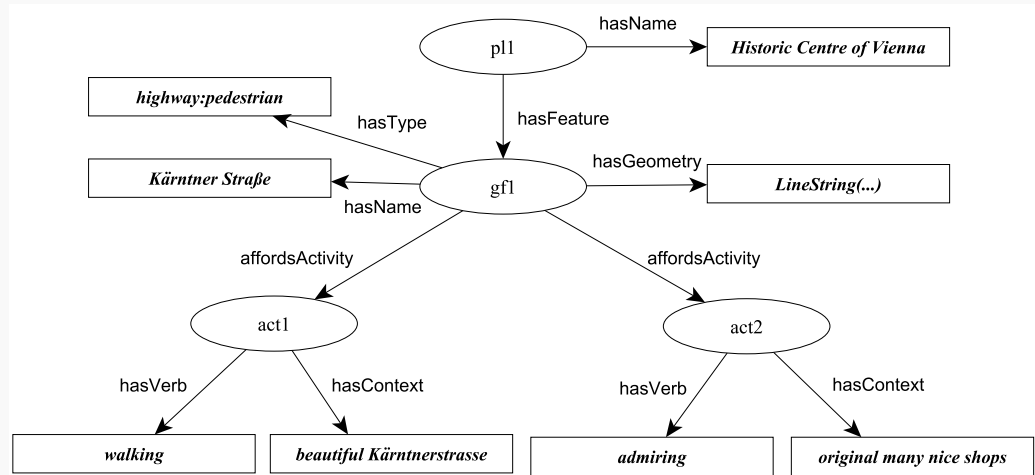 hasName
pl1
Historic Centre of Vienna
highway:pedestrian
hasType
hasFeature
hasGeometry
Kärntner Straße
gf1
LineString(...)
hasName
affordsActivity
affordsActivity
act1
act2
hasVerb
hasContext
hasVerb
hasContext
walking
beautiful Kärntnerstrasse
admiring
original many nice shops